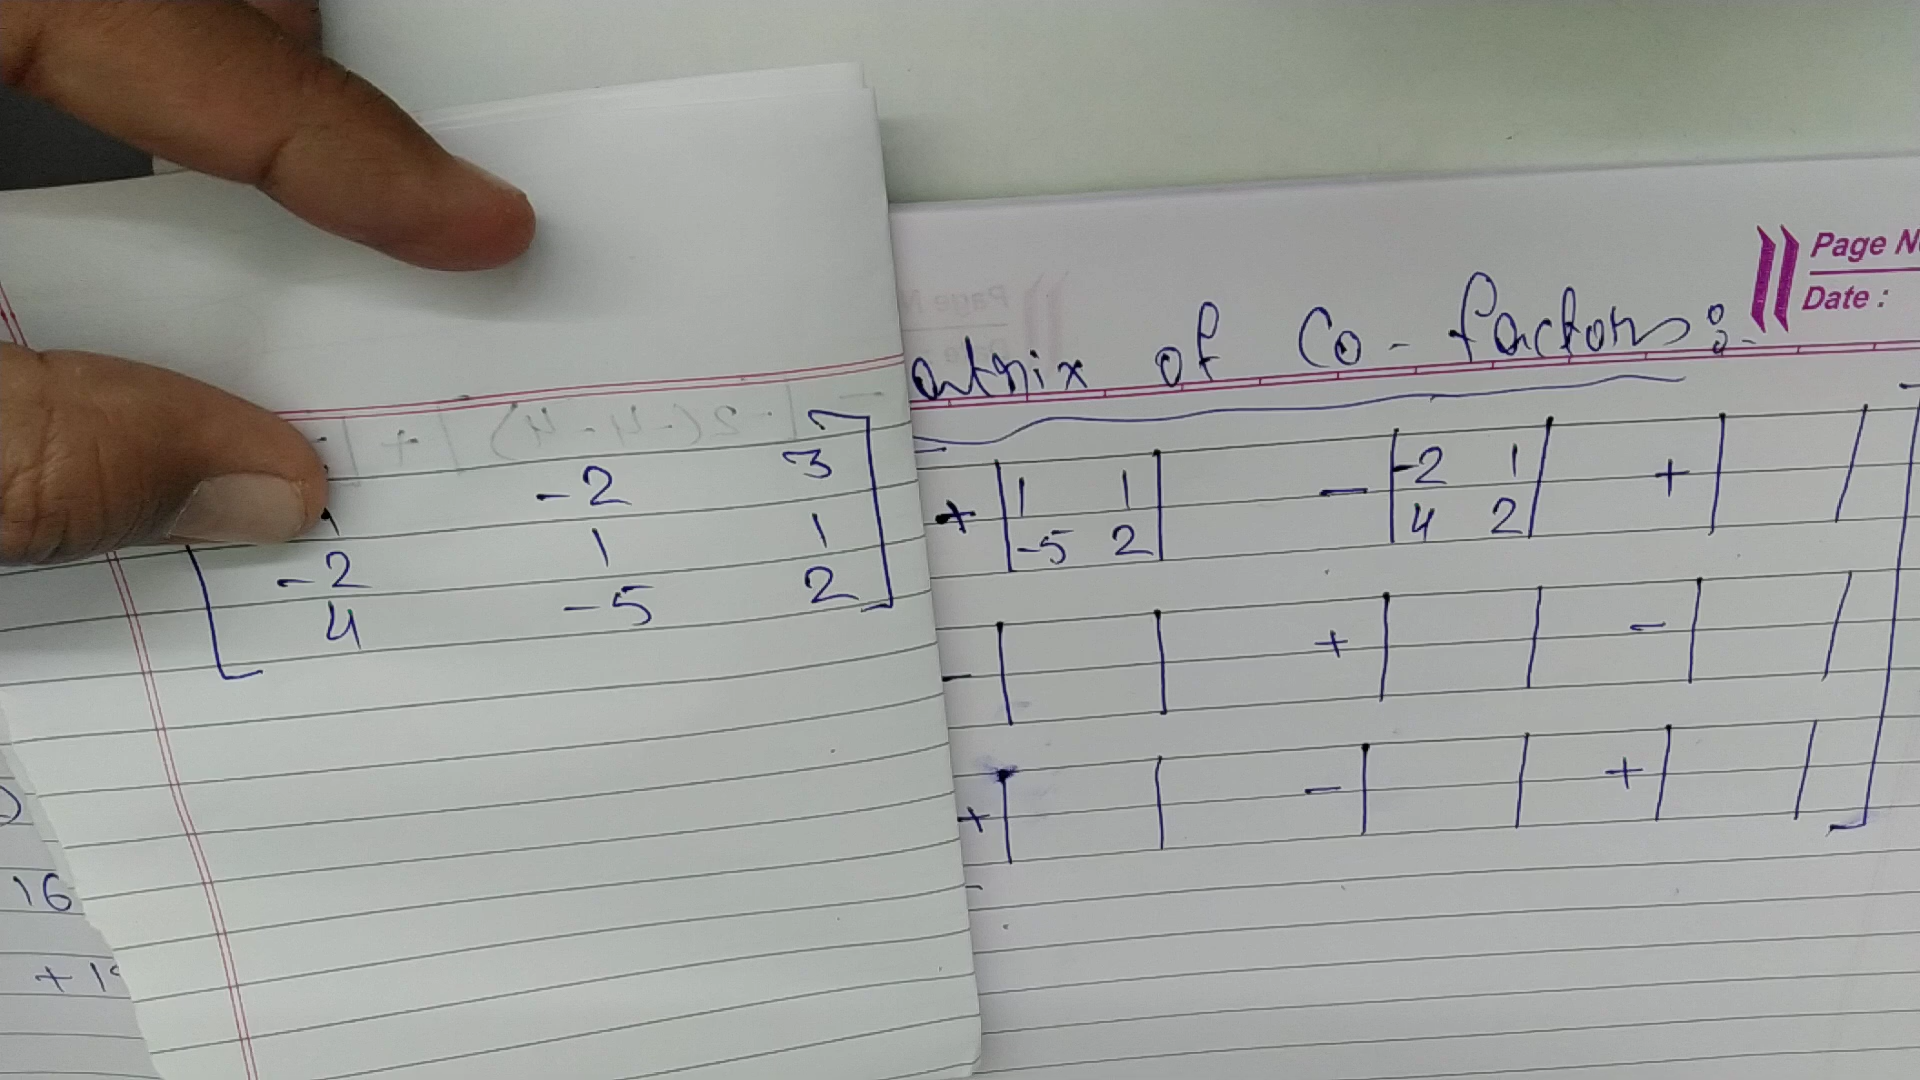 Page N
Date :
atrix of Co-factors :-
-2 3
-2 1 1
4 -5 2
+ | 1 1 | - | -2 1 | + | |
| -5 2 | | 4 2 |
- | | + | | - | |
+ | | - | | + | |
16
+ 1